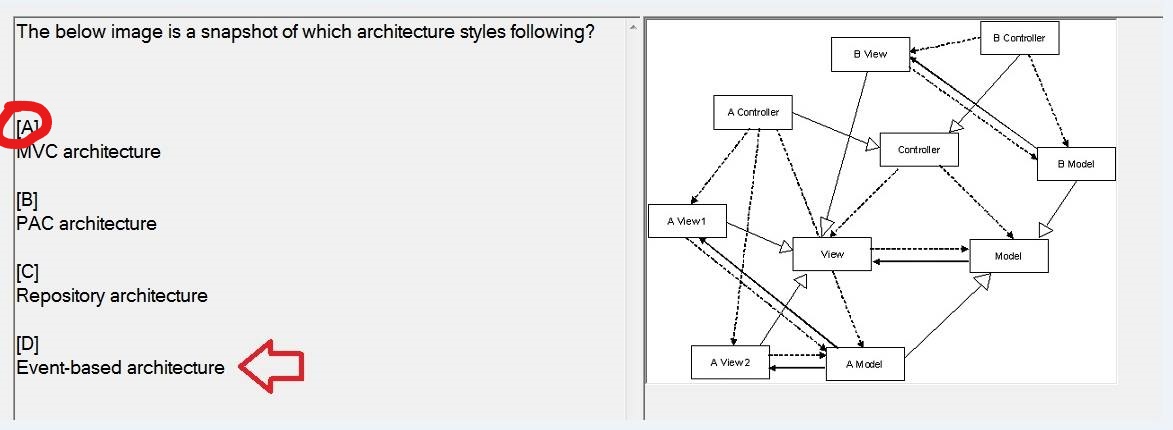 The below image is a snapshot of which architecture styles following?
[A]
MVC architecture
[B]
PAC architecture
[C]
Repository architecture
[D]
Event-based architecture
B Controller
B View
A Controller
Controller
B Model
A View1
View
Model
A View2
A Model